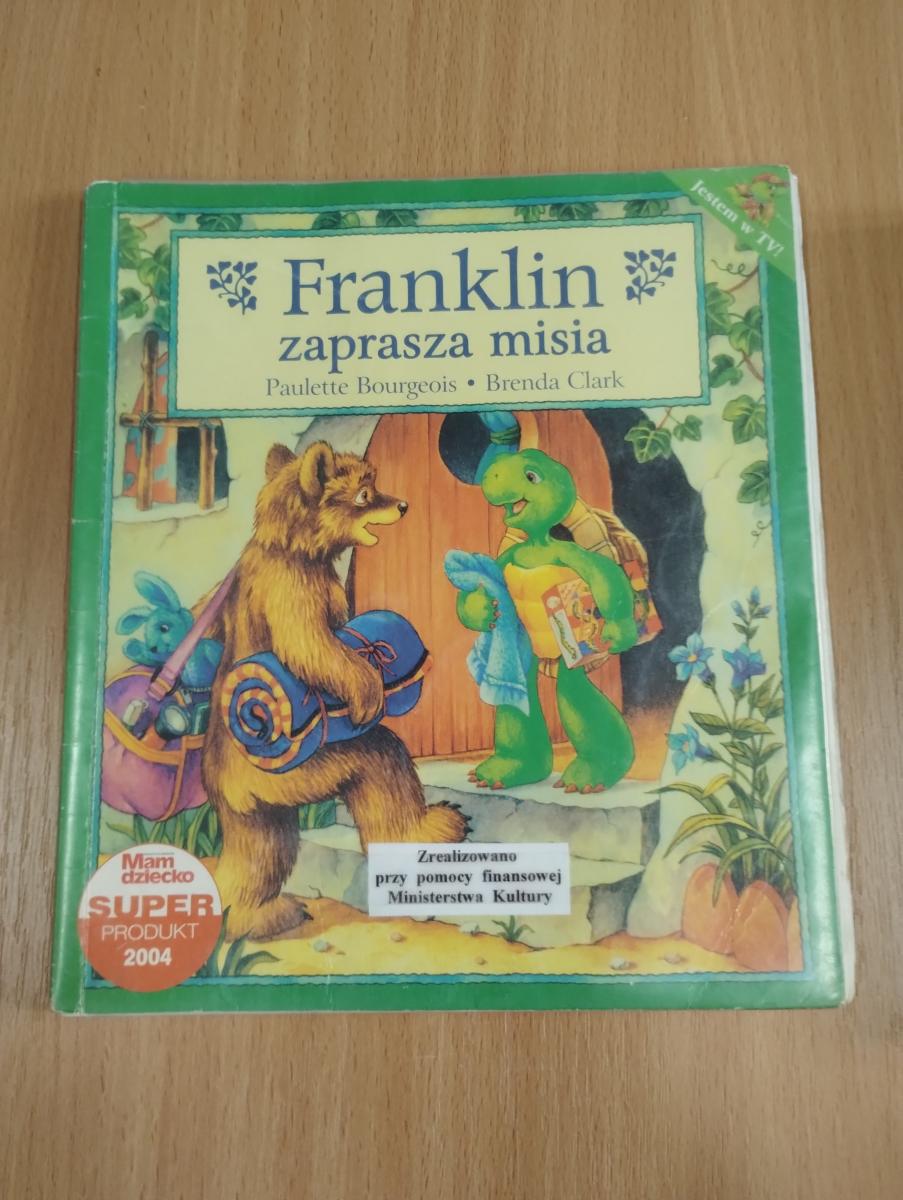 Jestem w TV!
Franklin
zaprasza misia
Paulette Bourgeois • Brenda Clark
Zrealizowano
przy pomocy finansowej
Ministerstwa Kultury
Mam
dziecko
SUPER
PRODUKT
2004